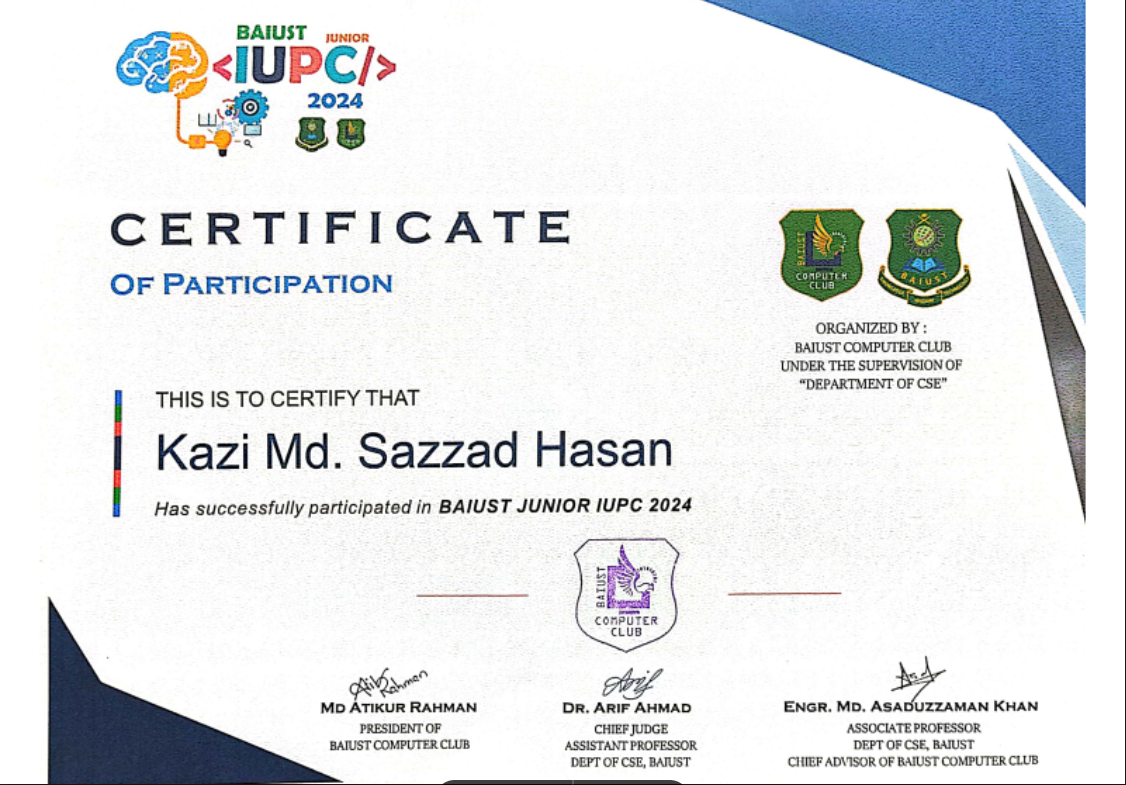 BAIUST JUNIOR
<IUPC/>
2024
CERTIFICATE
OF PARTICIPATION
BAIUST
COMPUTER
CLUB
BAIUST
ORGANIZED BY :
BAIUST COMPUTER CLUB
UNDER THE SUPERVISION OF
“DEPARTMENT OF CSE”
THIS IS TO CERTIFY THAT
Kazi Md. Sazzad Hasan
Has successfully participated in BAIUST JUNIOR IUPC 2024
BAIUST
COMPUTER
CLUB
Atik Rahman
MD ATIKUR RAHMAN
PRESIDENT OF
BAIUST COMPUTER CLUB
Arif
DR. ARIF AHMAD
CHIEF JUDGE
ASSISTANT PROFESSOR
DEPT OF CSE, BAIUST
Asad
ENGR. MD. ASADUZZAMAN KHAN
ASSOCIATE PROFESSOR
DEPT OF CSE, BAIUST
CHIEF ADVISOR OF BAIUST COMPUTER CLUB